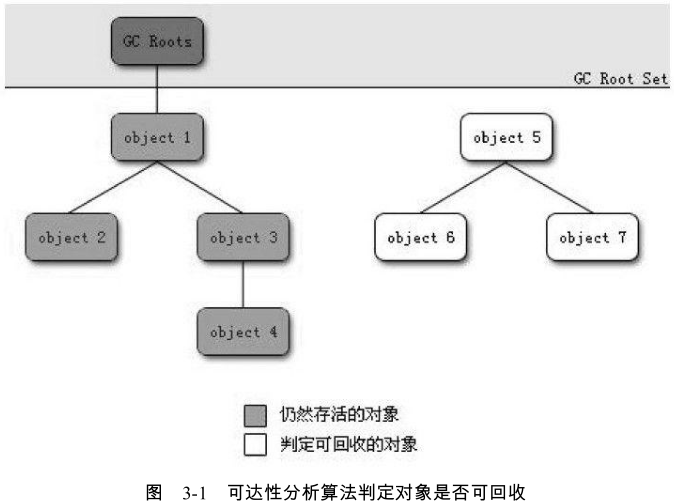 GC Roots
GC Root Set
object 1
object 5
object 2
object 3
object 6
object 7
object 4
仍然存活的对象
判定可回收的对象
图 3-1 可达性分析算法判定对象是否可回收